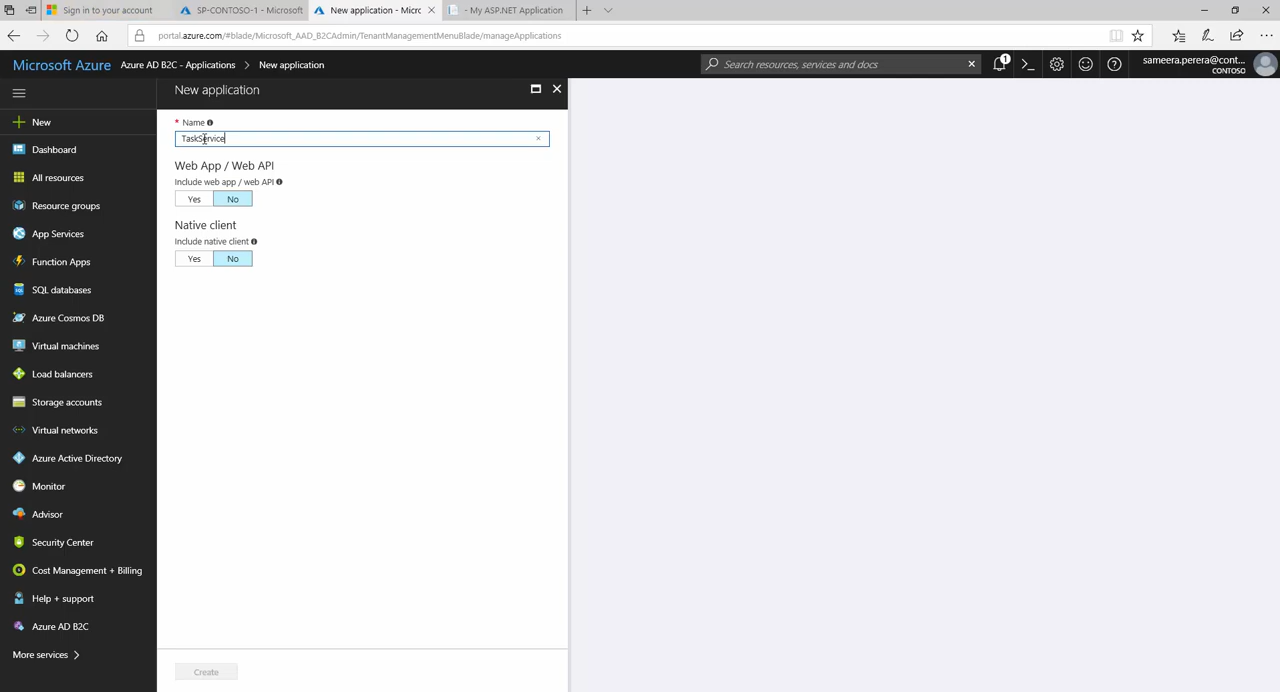 Sign in to your account
SP-CONTOSO-1 - Microsoft
New application - Micro
- My ASP.NET Application
portal.azure.com/#blade/Microsoft_AAD_B2CAdmin/TenantManagementMenuBlade/manageApplications
Microsoft Azure
Azure AD B2C - Applications > New application
Search resources, services and docs
1
sameera.perera@cont...
CONTOSO
New application
New
Dashboard
All resources
Resource groups
App Services
Function Apps
SQL databases
Azure Cosmos DB
Virtual machines
Load balancers
Storage accounts
Virtual networks
Azure Active Directory
Monitor
Advisor
Security Center
Cost Management + Billing
Help + support
Azure AD B2C
More services >
* Name
TaskService
Web App / Web API
Include web app / web API
Yes No
Native client
Include native client
Yes No
Create